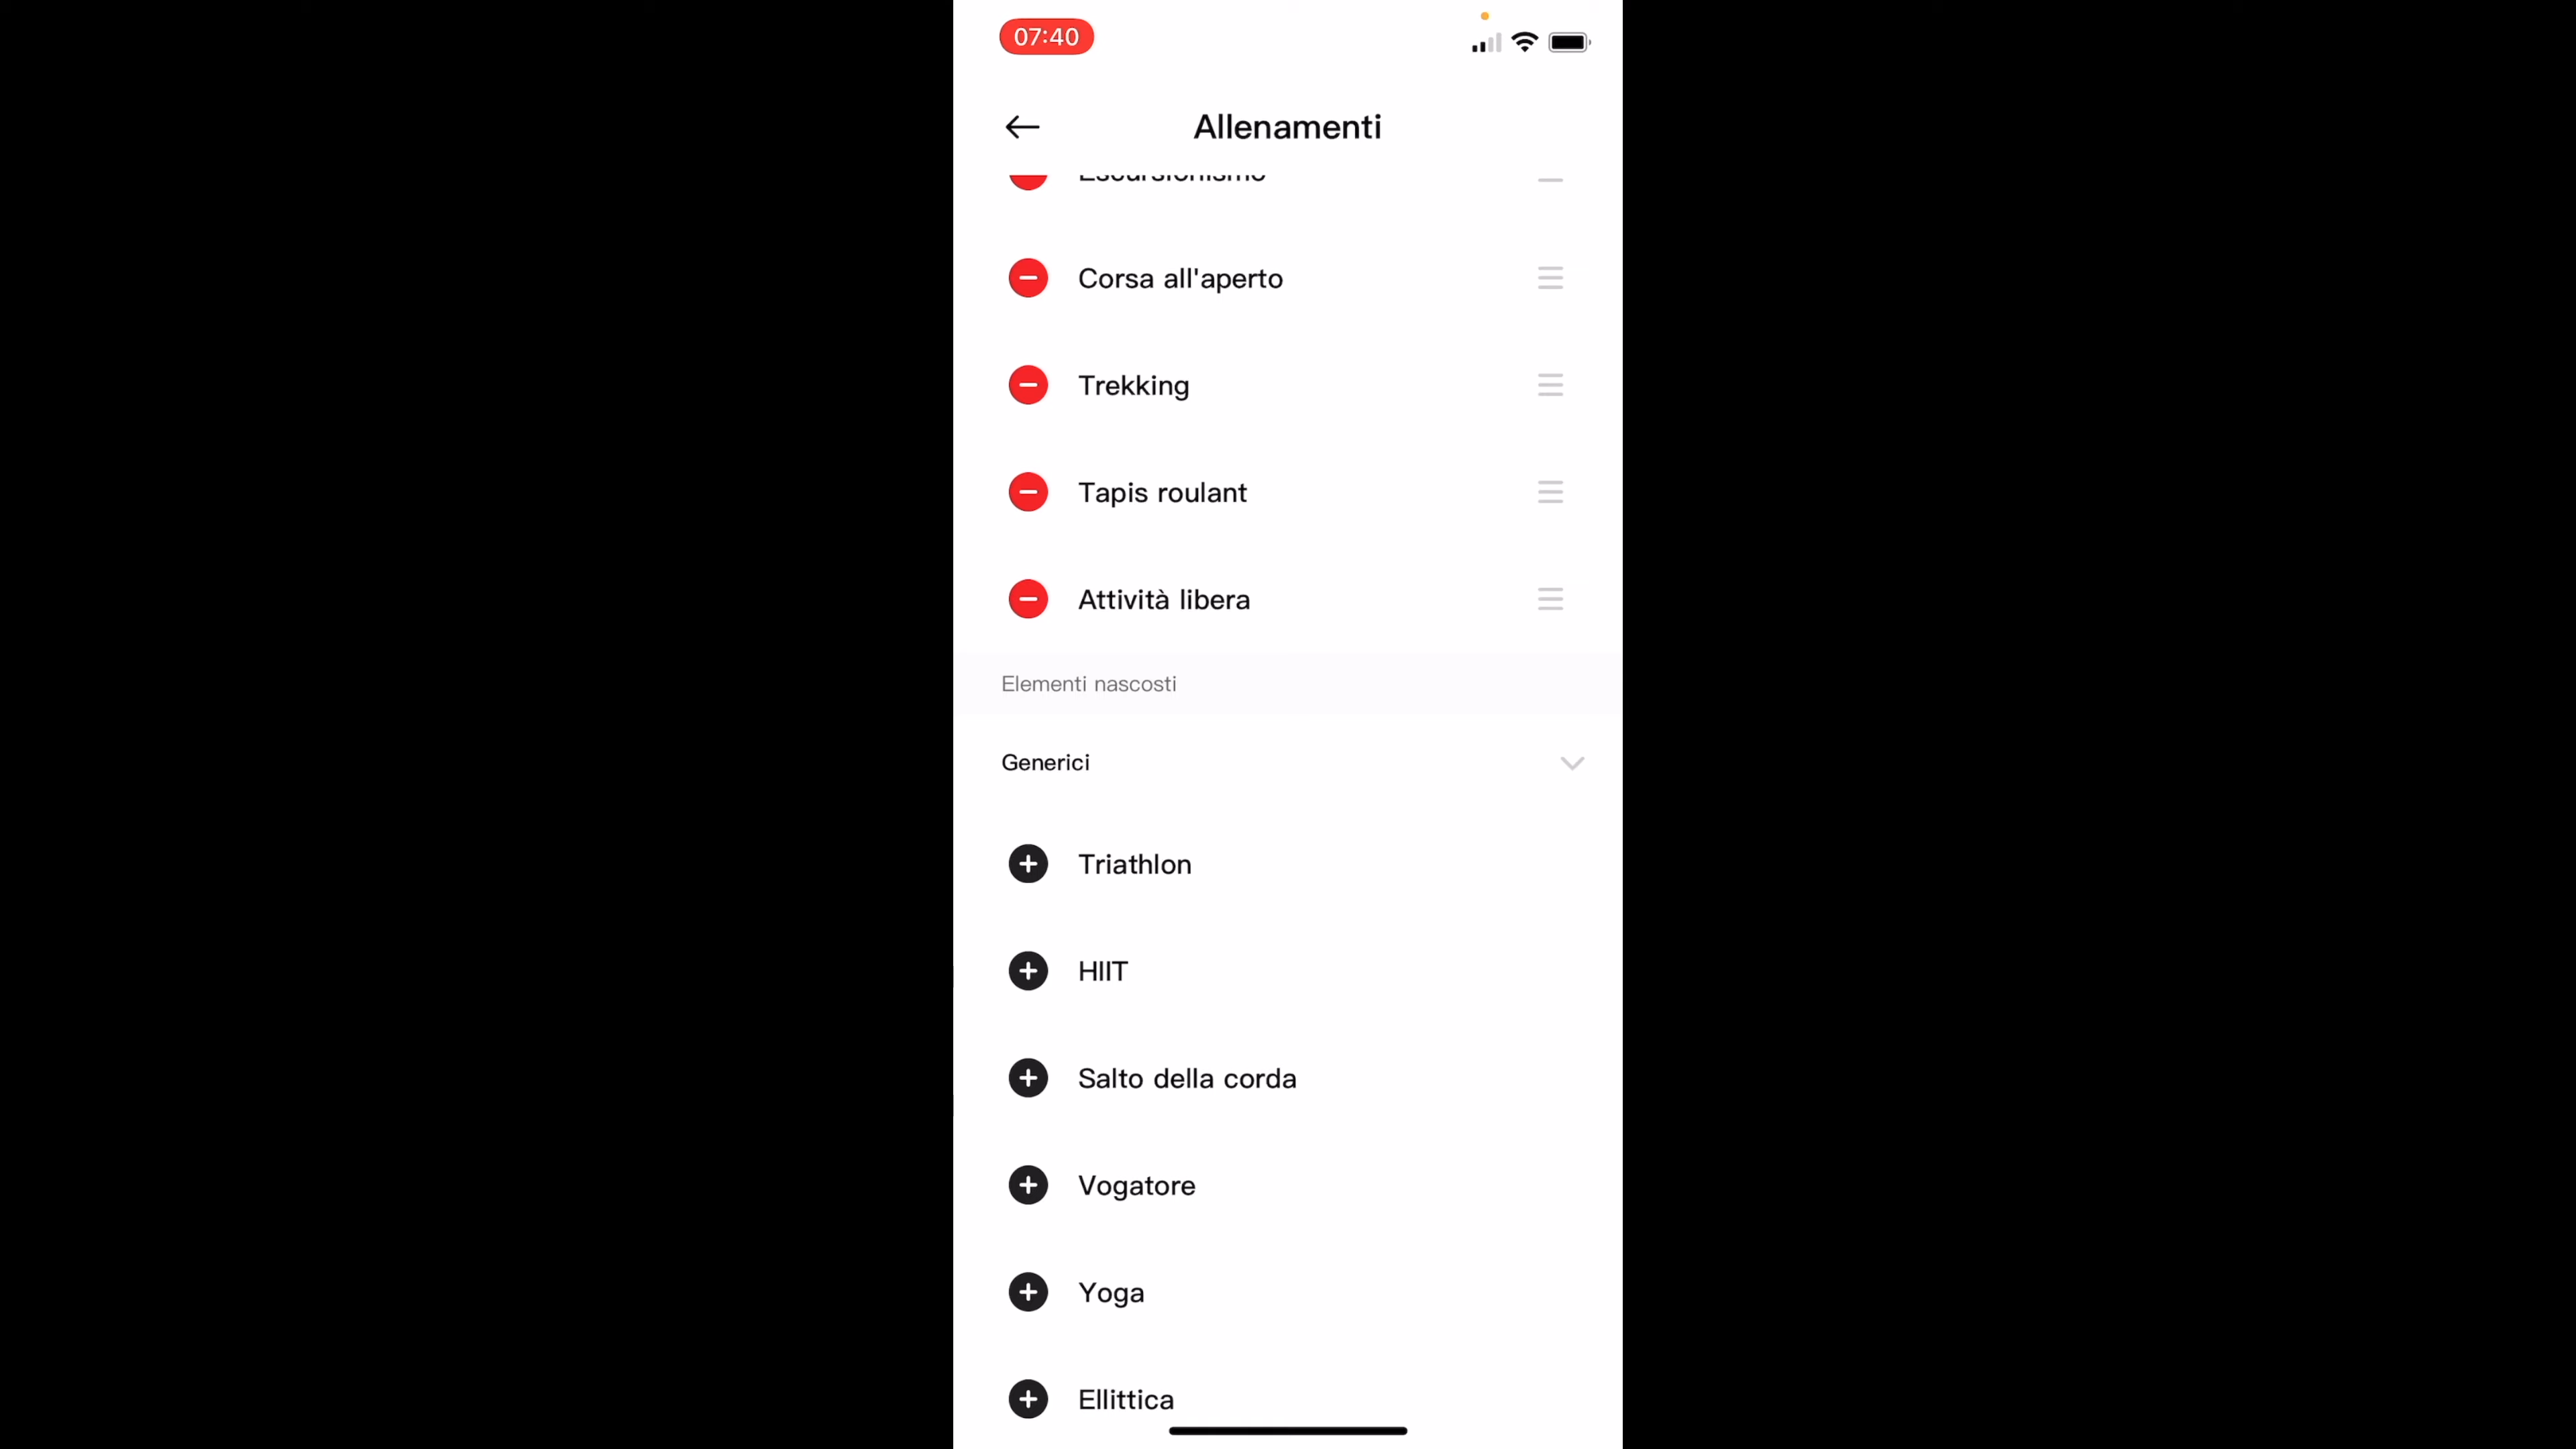 07:40
Allenamenti
Escursionismo
Corsa all'aperto
Trekking
Tapis roulant
Attività libera
Elementi nascosti
Generici
Triathlon
HIIT
Salto della corda
Vogatore
Yoga
Ellittica